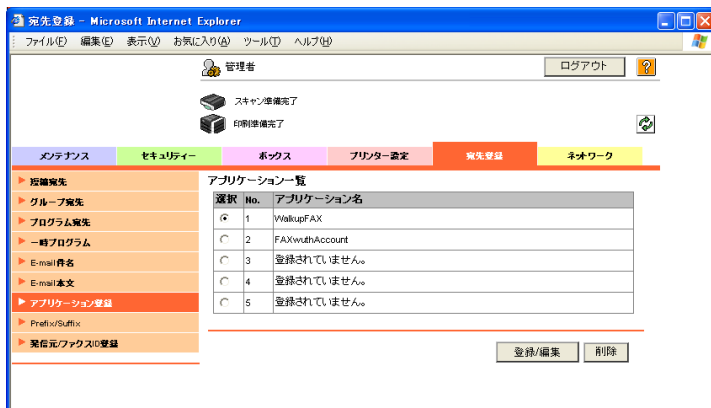 宛先登録 - Microsoft Internet Explorer
ファイル(F) 編集(E) 表示(V) お気に入り(A) ツール(T) ヘルプ(H)
管理者 ログアウト ?
スキャン準備完了
印刷準備完了
メンテナンス セキュリティー ボックス プリンター設定 宛先登録 ネットワーク
短縮宛先
グループ宛先
プログラム宛先
一時プログラム
E-mail件名
E-mail本文
アプリケーション登録
Prefix/Suffix
発信元/ファクスID登録
アプリケーション一覧
選択 No. アプリケーション名
1 WalkupFAX
2 FAXwuthAccount
3 登録されていません。
4 登録されていません。
5 登録されていません。
登録/編集 削除